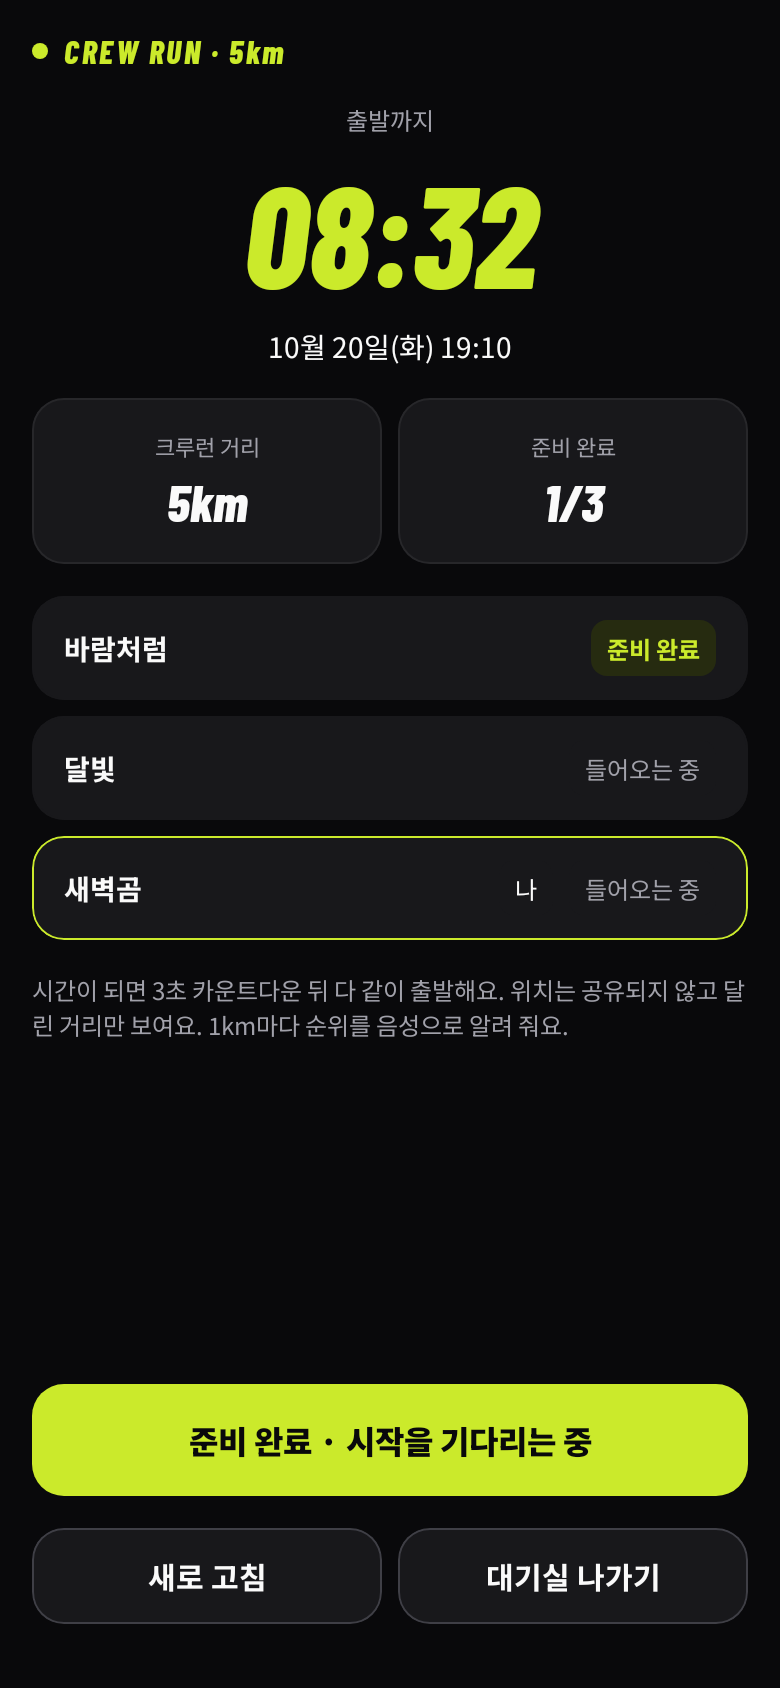 CREW RUN · 5km
출발까지
08:32
10월 20일(화) 19:10
크루런 거리
5km
준비 완료
1/3
바람처럼
준비 완료
달빛
들어오는 중
새벽곰
나
들어오는 중
시간이 되면 3초 카운트다운 뒤 다 같이 출발해요. 위치는 공유되지 않고 달
린 거리만 보여요. 1km마다 순위를 음성으로 알려 줘요.
준비 완료 · 시작을 기다리는 중
새로 고침
대기실 나가기